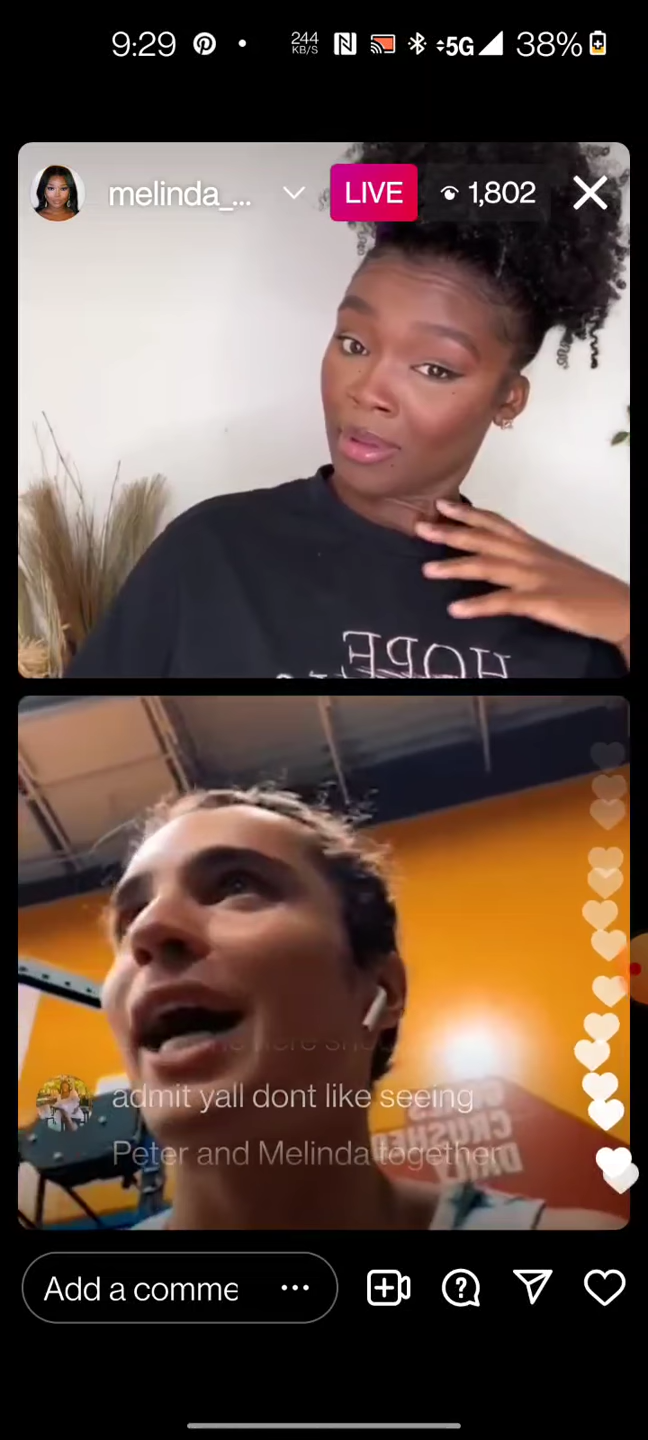 9:29 244 KB/S 5G 38%
melinda_... LIVE 1,802
HOPE
admit yall dont like seeing
Peter and Melinda together
CRUSHED
Add a comme ...